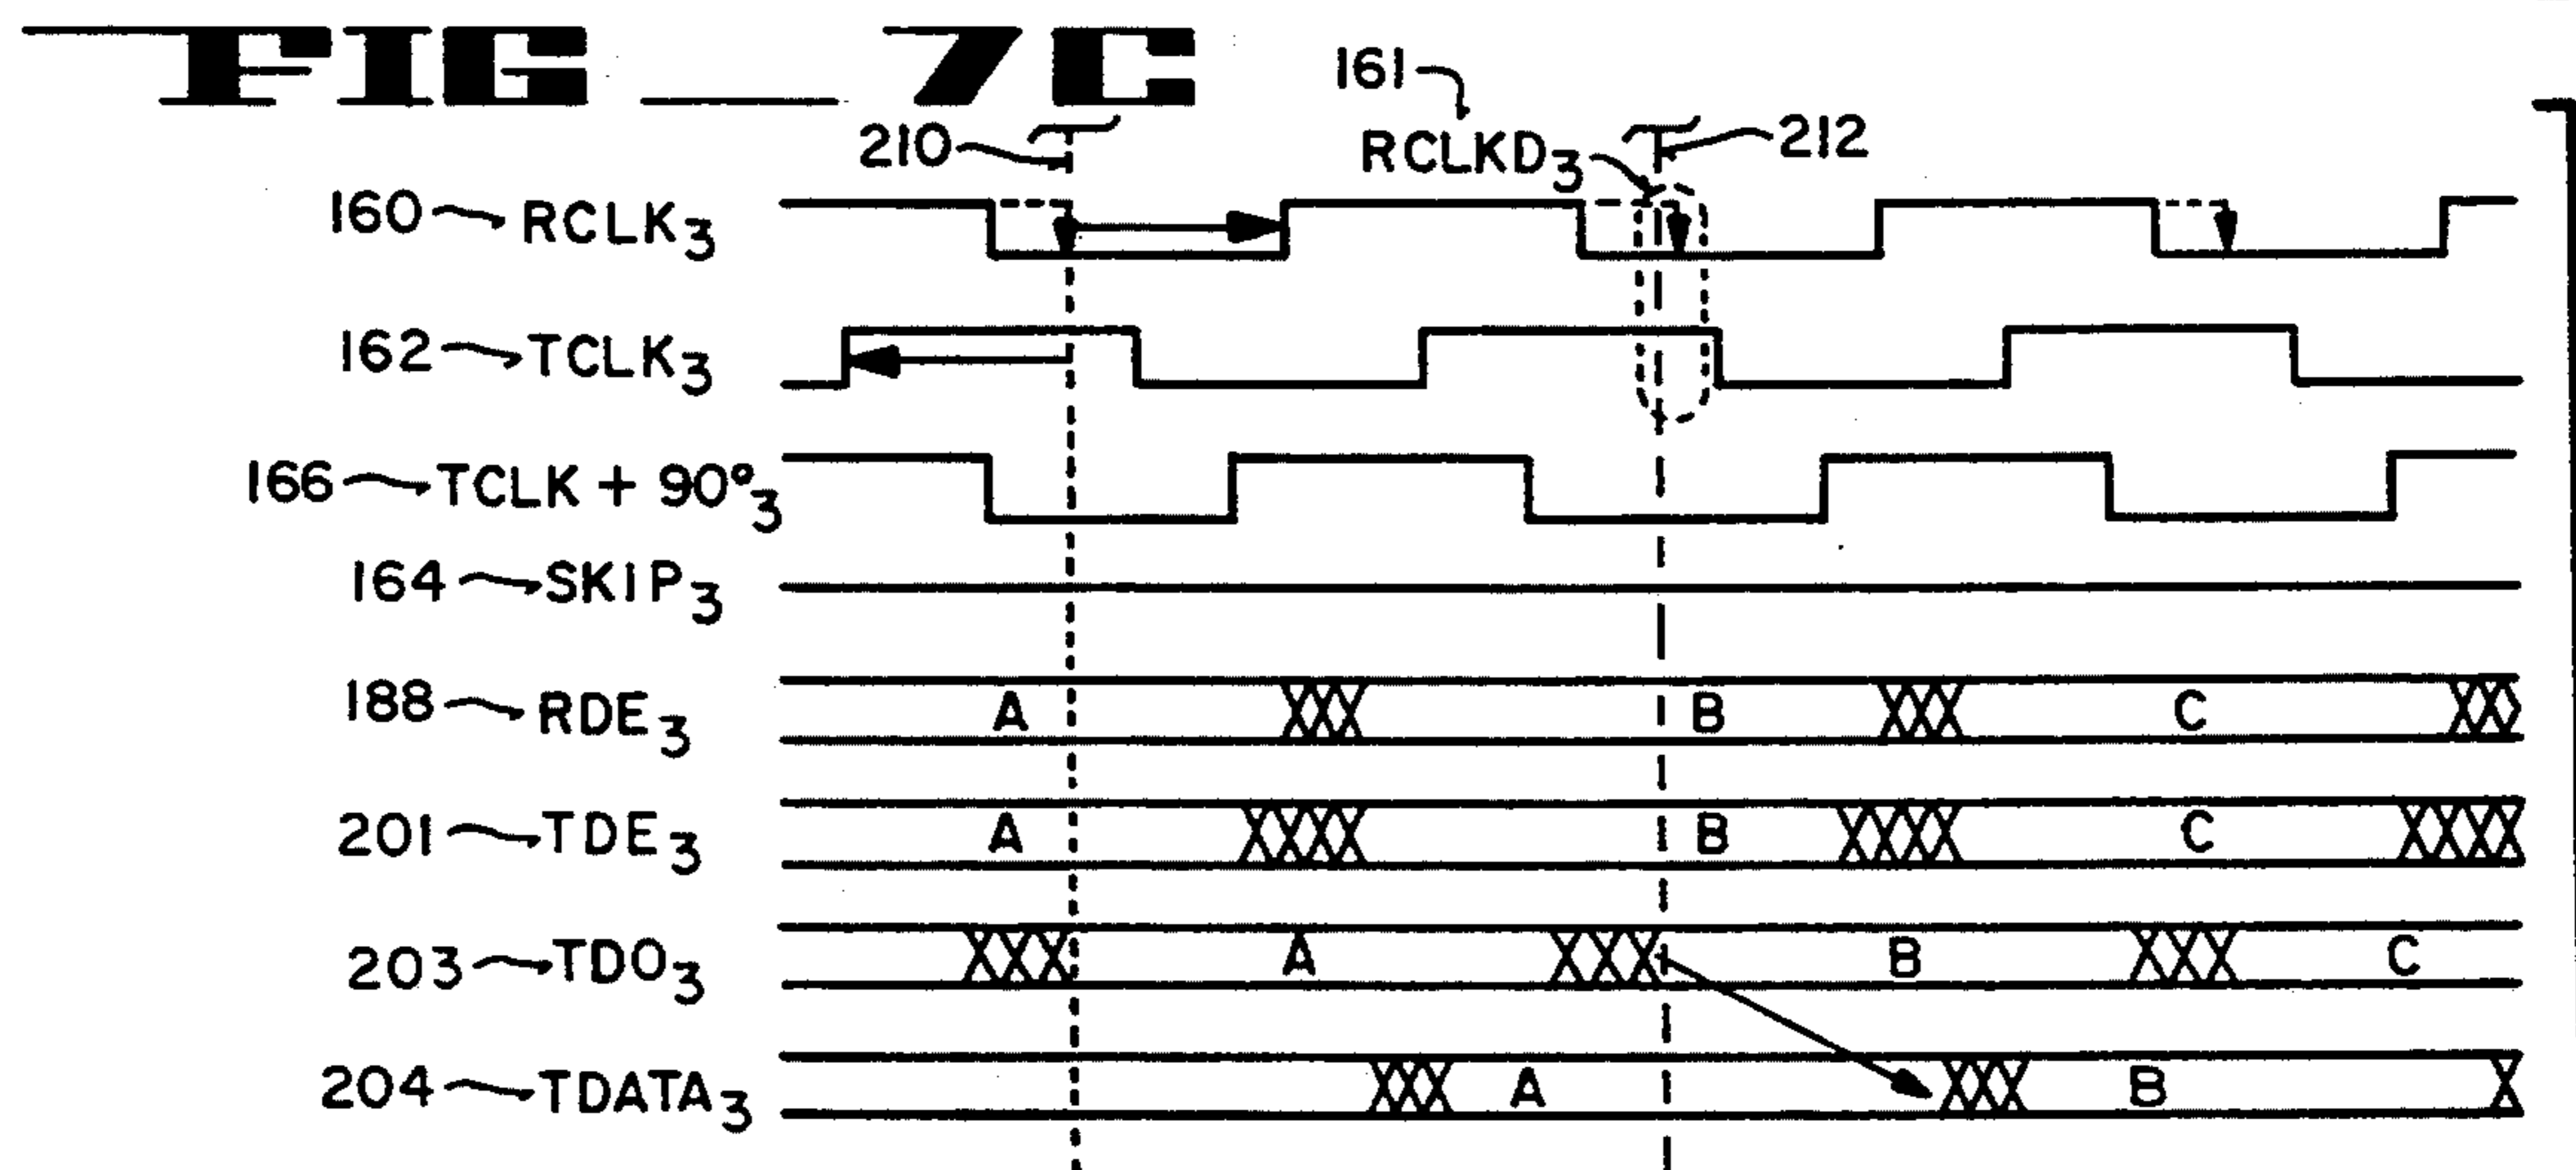 FIG 7C
161
210 RCLKD3 212
160 RCLK3
162 TCLK3
166 TCLK + 90°3
164 SKIP3
188 RDE3 A B C
201 TDE3 A B C
203 TDO3 A B C
204 TDATA3 A B